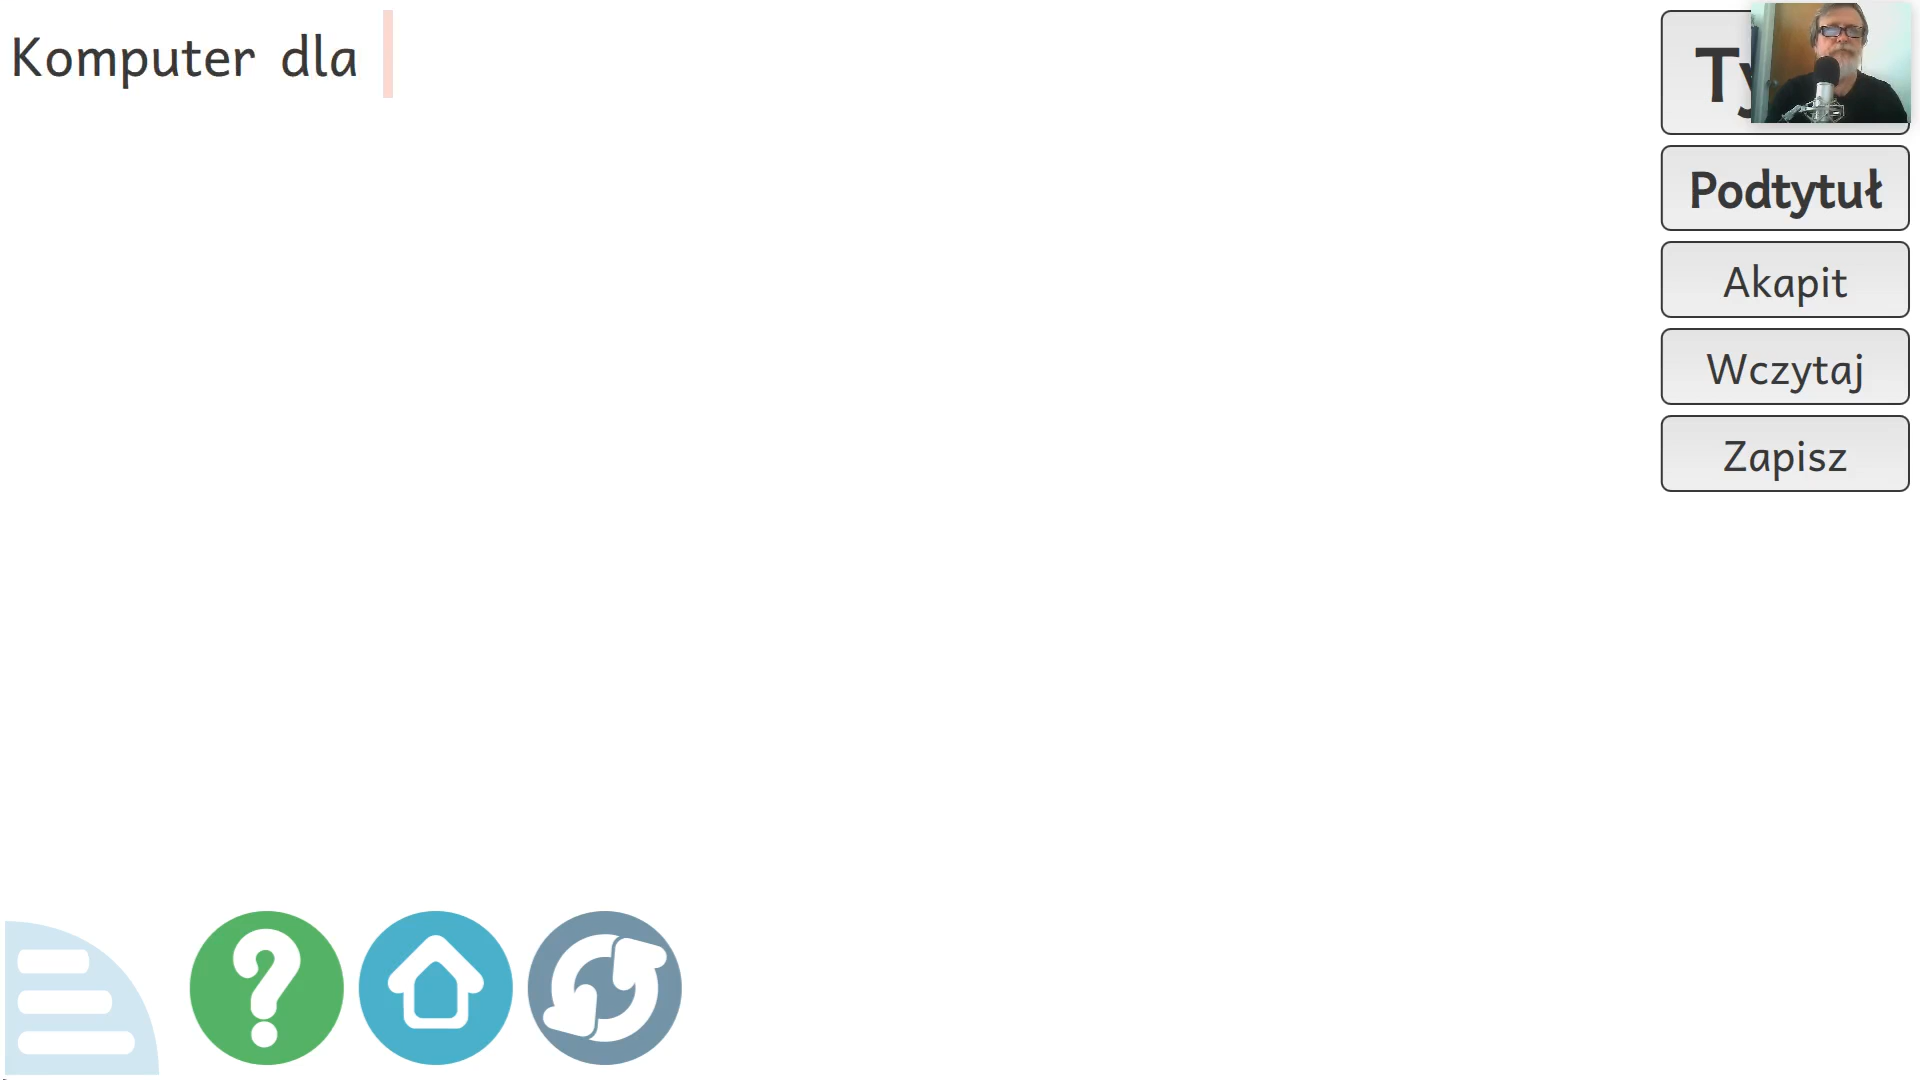 Komputer dla
Podtytuł
Akapit
Wczytaj
Zapisz